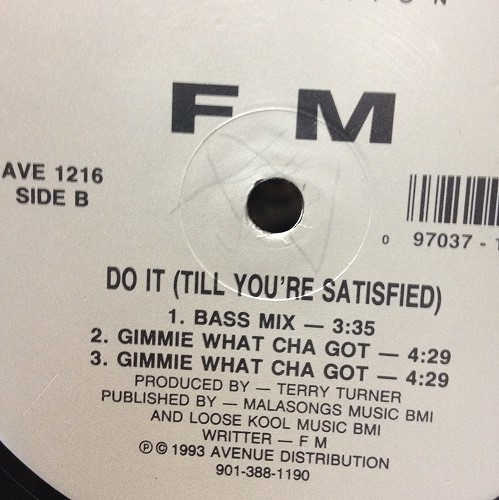 F M
AVE 1216
SIDE B
0 97037 - 1
DO IT (TILL YOU'RE SATISFIED)
1. BASS MIX — 3:35
2. GIMMIE WHAT CHA GOT — 4:29
3. GIMMIE WHAT CHA GOT — 4:29
PRODUCED BY — TERRY TURNER
PUBLISHED BY — MALASONGS MUSIC BMI
AND LOOSE KOOL MUSIC BMI
WRITTER — F M
℗ © 1993 AVENUE DISTRIBUTION
901-388-1190